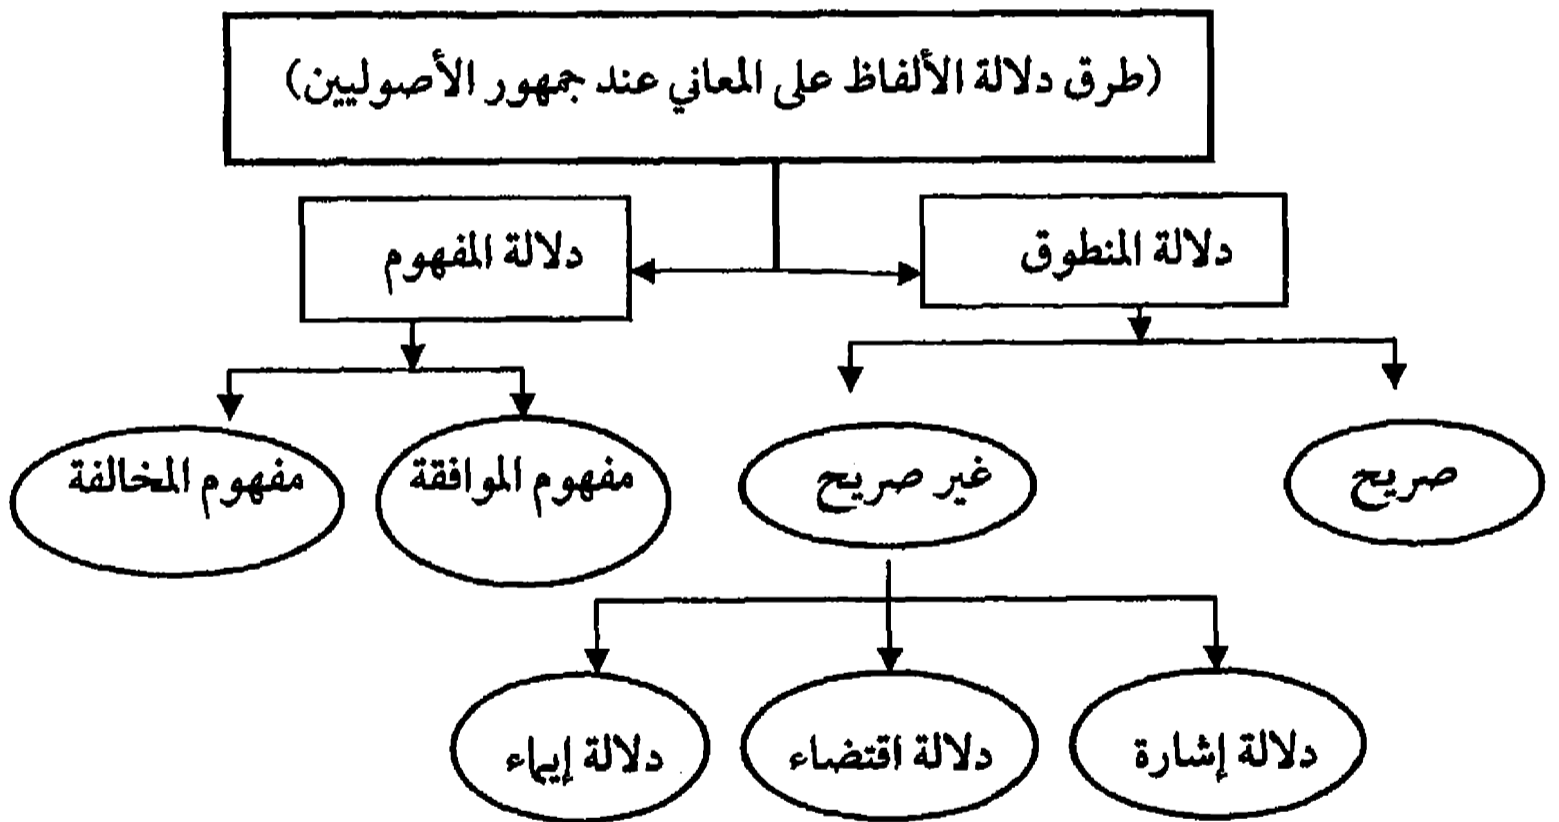 (طرق دلالة الألفاظ على المعاني عند جمهور الأصوليين)
دلالة المنطوق
دلالة المفهوم
صريح
غير صريح
مفهوم الموافقة
مفهوم المخالفة
دلالة إشارة
دلالة اقتضاء
دلالة إيماء